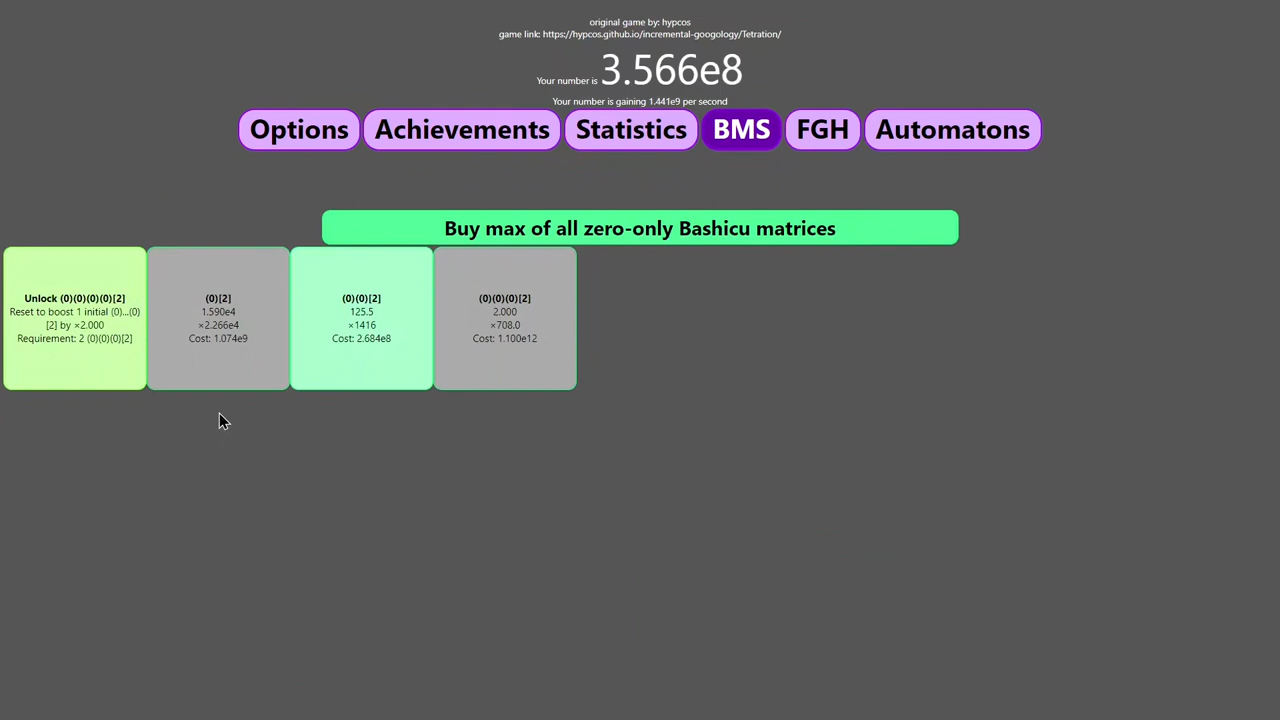 original game by: hypcos
game link: https://hypcos.github.io/incremental-googology/Tetration/
Your number is 3.566e8
Your number is gaining 1.441e9 per second
Options Achievements Statistics BMS FGH Automatons
Buy max of all zero-only Bashicu matrices
Unlock (0)(0)(0)(0)[2]
Reset to boost 1 initial (0)...(0)
[2] by ×2.000
Requirement: 2 (0)(0)(0)[2]
(0)[2]
1.590e4
×2.266e4
Cost: 1.074e9
(0)(0)[2]
125.5
×1416
Cost: 2.684e8
(0)(0)(0)[2]
2.000
×708.0
Cost: 1.100e12